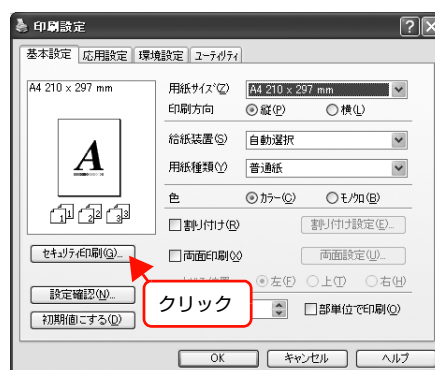 印刷設定
基本設定 応用設定 環境設定 ユーティリティ
A4 210 × 297 mm
用紙サイズ(Z) A4 210 × 297 mm
印刷方向 縦(P) 横(L)
給紙装置(S) 自動選択
用紙種類(Y) 普通紙
A
1 1 2 2 3 3
色 カラー(C) モノクロ(B)
割り付け(R) 割り付け設定(E)...
セキュリティ印刷(G)... 両面印刷(X) 両面設定(U)...
左(F) 上(T) 右(H)
クリック
設定確認(N)... 部単位で印刷(O)
初期値にする(D)
OK キャンセル ヘルプ